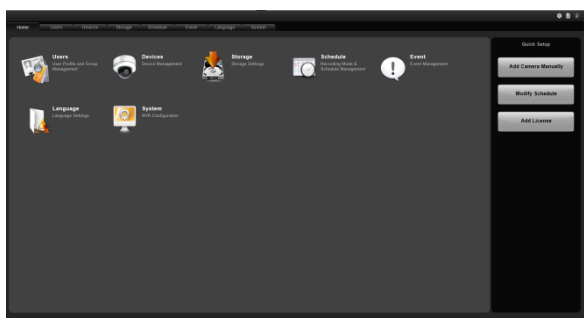 Home Users Devices Storage Schedule Event Language System
Users
User Profile and Group
Management
Devices
Device Management
Storage
Storage Settings
Schedule
Recording Mode &
Schedule Management
Event
Event Management
Language
Language Settings
System
NVR Configuration
Quick Setup
Add Camera Manually
Modify Schedule
Add License